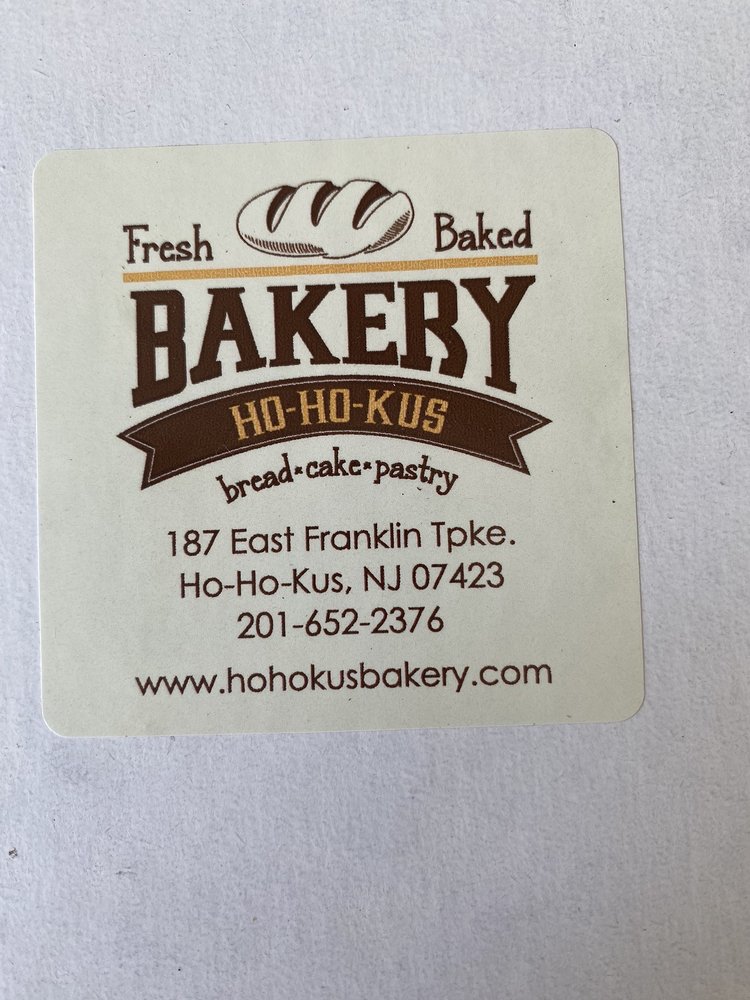 Fresh Baked
BAKERY
HO-HO-KUS
bread*cake*pastry
187 East Franklin Tpke.
Ho-Ho-Kus, NJ 07423
201-652-2376
www.hohokusbakery.com